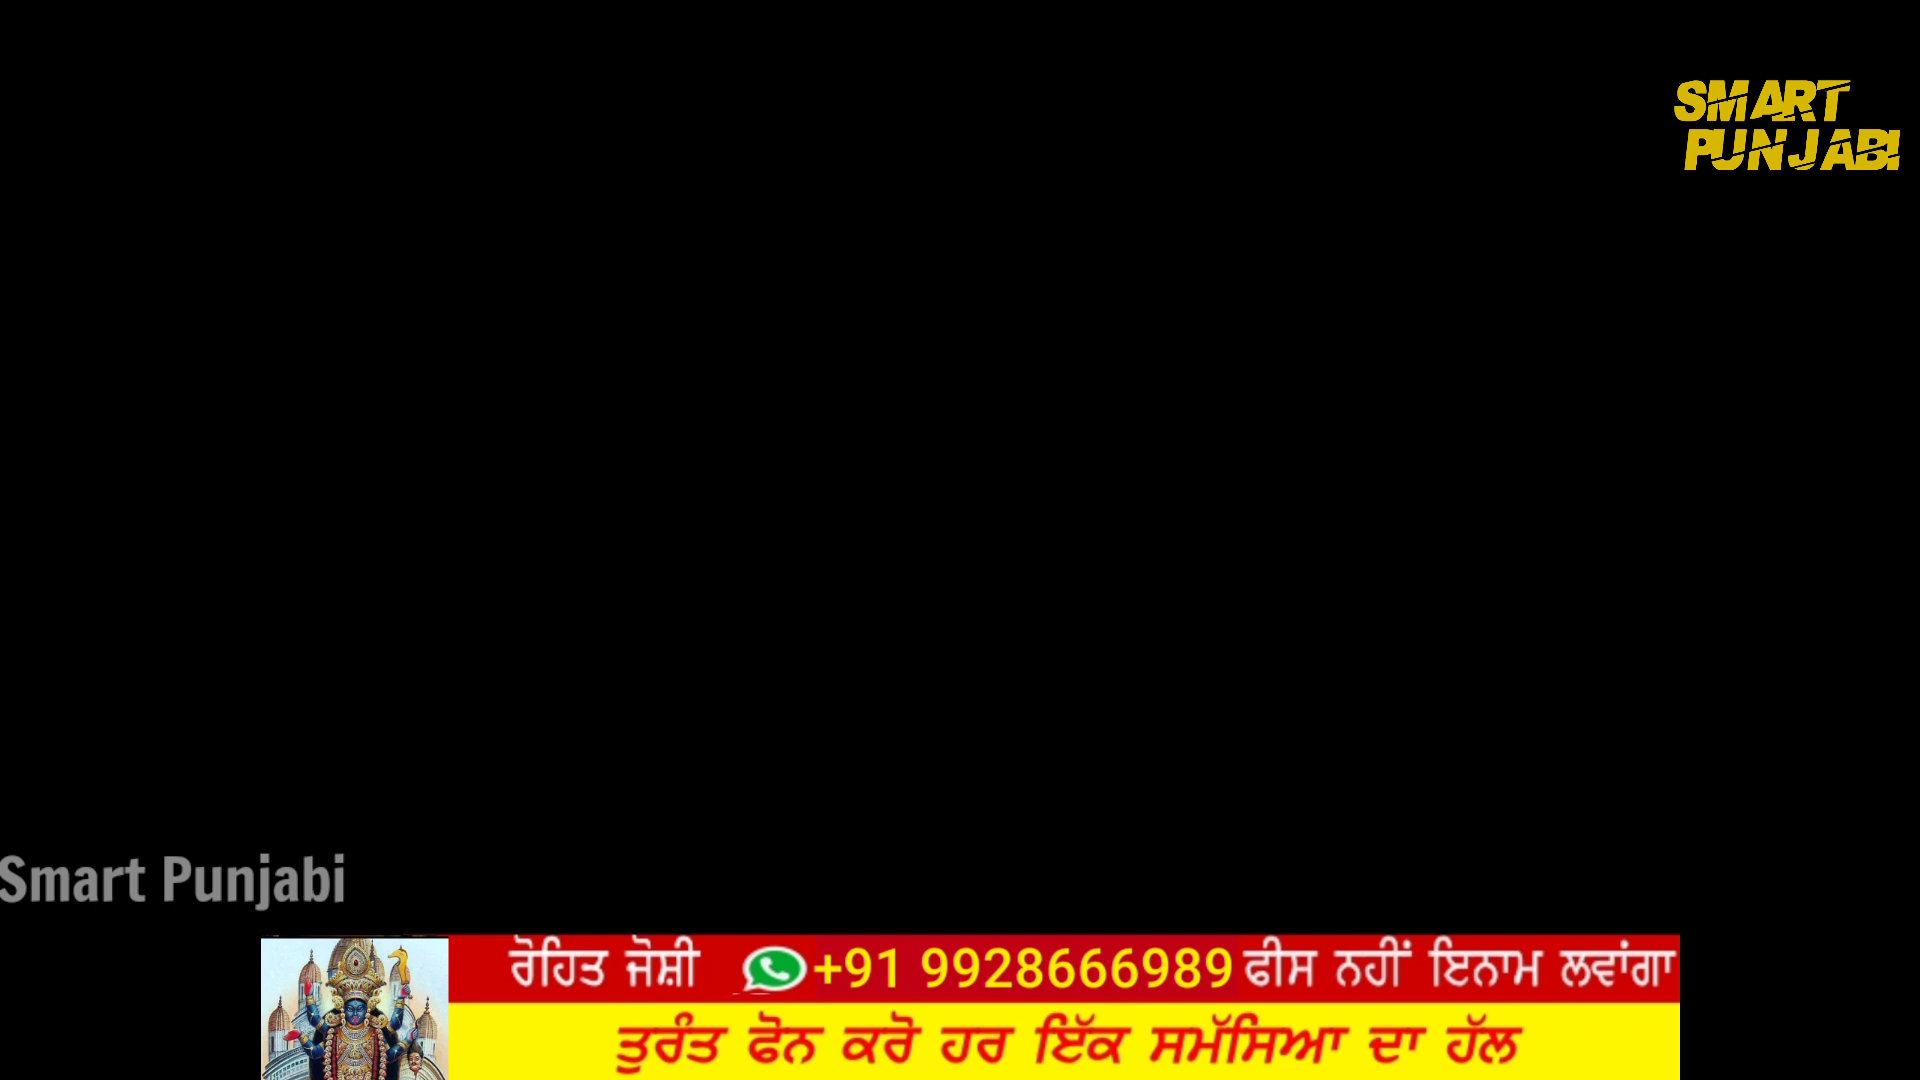 SMART
PUNJABI
Smart Punjabi
ਰੋਹਿਤ ਜੋਸ਼ੀ +91 9928666989 ਫੀਸ ਨਹੀਂ ਇਨਾਮ ਲਵਾਂਗਾ
ਤੁਰੰਤ ਫੋਨ ਕਰੋ ਹਰ ਇੱਕ ਸਮੱਸਿਆ ਦਾ ਹੱਲ